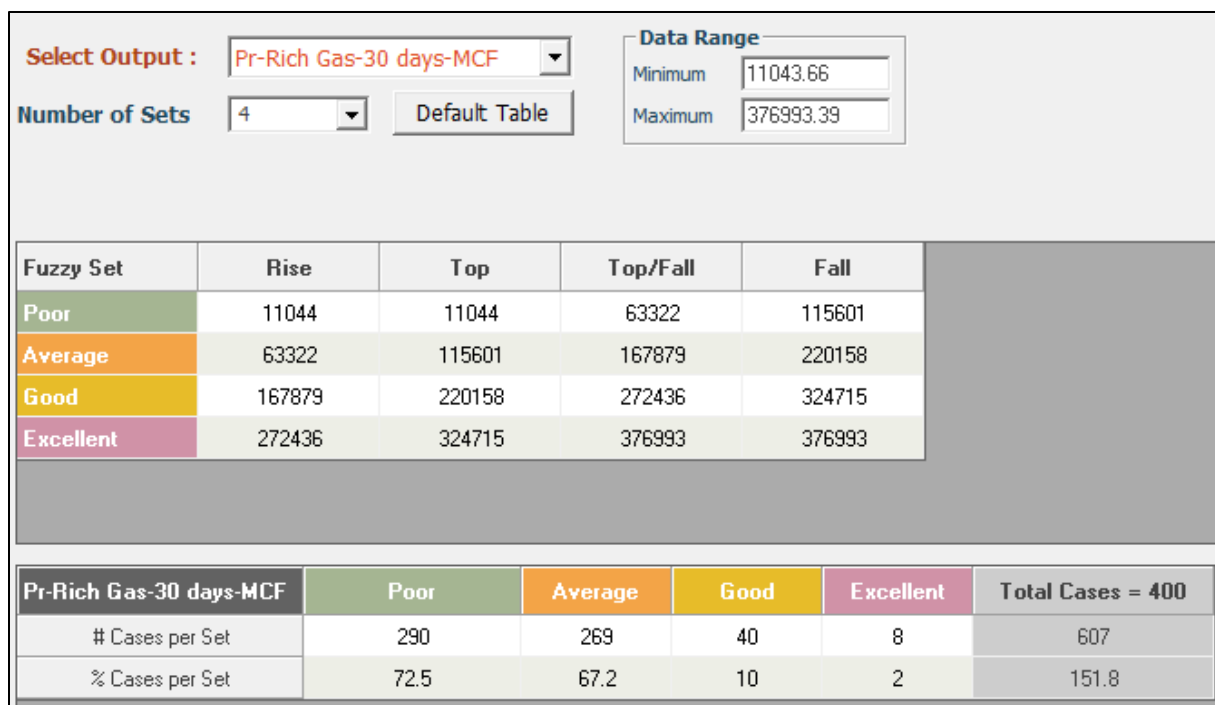 Select Output : Pr-Rich Gas-30 days-MCF
Number of Sets 4 Default Table
Data Range
Minimum 11043.66
Maximum 376993.39
Fuzzy Set Rise Top Top/Fall Fall
Poor 11044 11044 63322 115601
Average 63322 115601 167879 220158
Good 167879 220158 272436 324715
Excellent 272436 324715 376993 376993
Pr-Rich Gas-30 days-MCF Poor Average Good Excellent Total Cases = 400
# Cases per Set 290 269 40 8 607
% Cases per Set 72.5 67.2 10 2 151.8